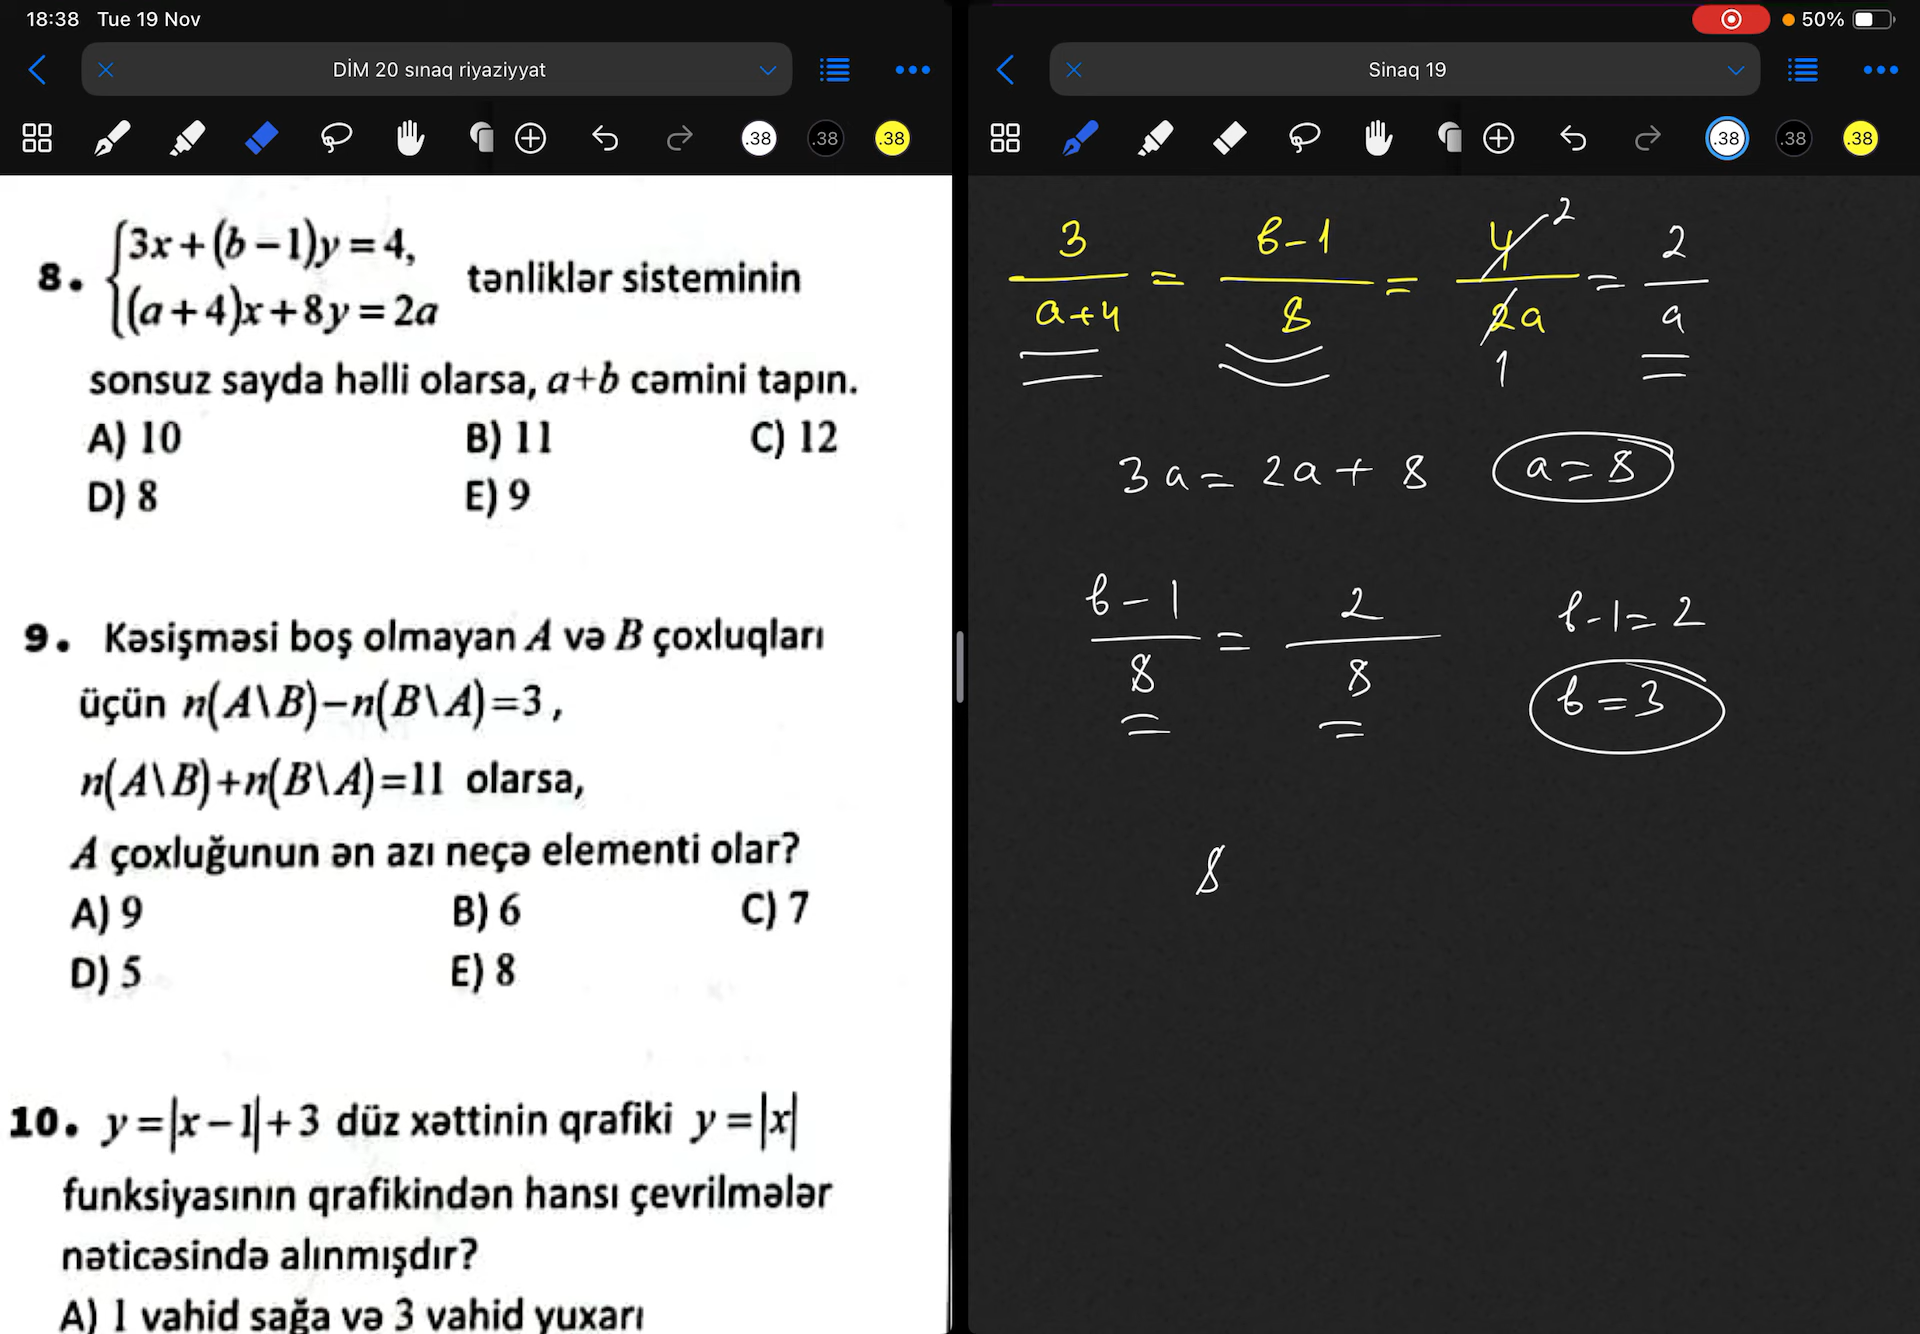 18:38 Tue 19 Nov
50%
DİM 20 sınaq riyaziyyat
Sinaq 19
.38 .38 .38
.38 .38 .38
8. {3x+(b−1)y=4,
(a+4)x+8y=2a
tənliklər sisteminin
sonsuz sayda həlli olarsa, a+b cəmini tapın.
A) 10 B) 11 C) 12
D) 8 E) 9
9. Kəsişməsi boş olmayan A və B çoxluqları
üçün n(A\B)−n(B\A)=3,
n(A\B)+n(B\A)=11 olarsa,
A çoxluğunun ən azı neçə elementi olar?
A) 9 B) 6 C) 7
D) 5 E) 8
10. y=|x−1|+3 düz xəttinin qrafiki y=|x|
funksiyasının qrafikindən hansı çevrilmələr
nəticəsində alınmışdır?
A) 1 vahid sağa və 3 vahid yuxarı
3/(a+4) = (b-1)/8 = 4/2a = 2/a
2
1
3a = 2a + 8 a = 8
(b-1)/8 = 2/8 b-1 = 2
b = 3
8